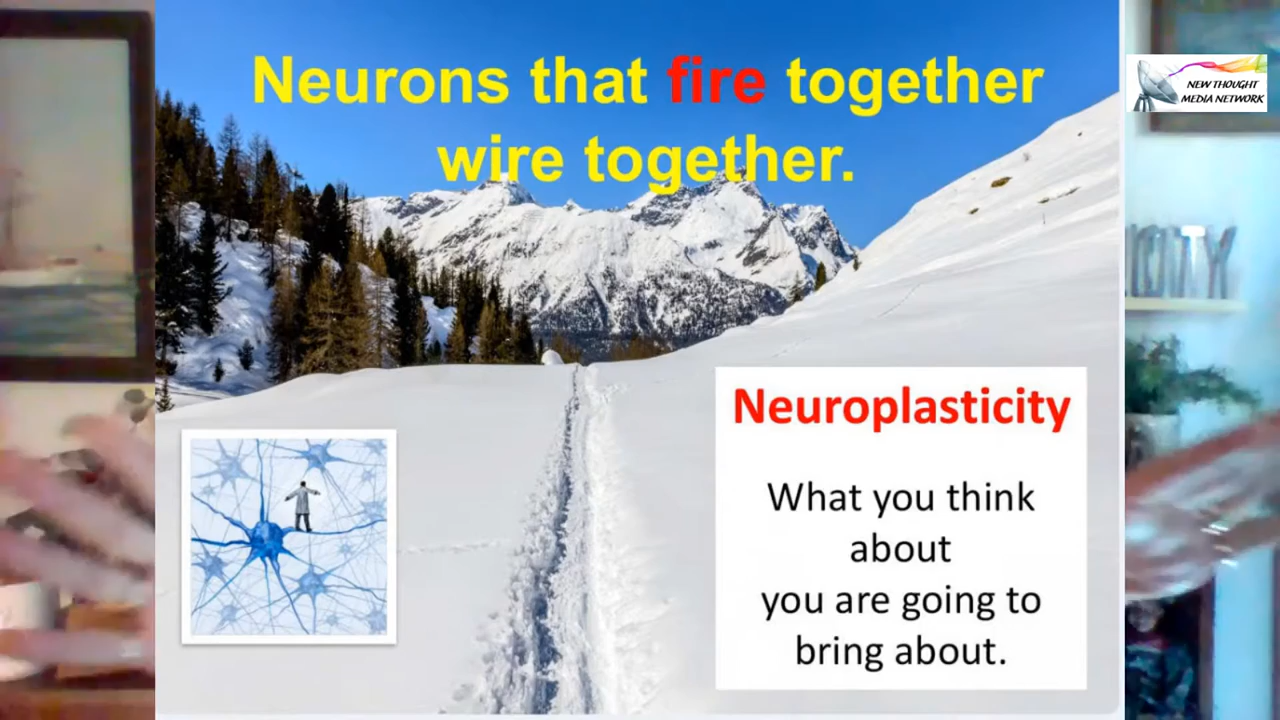 Neurons that fire together
wire together.
NEW THOUGHT
MEDIA NETWORK
Neuroplasticity
What you think
about
you are going to
bring about.